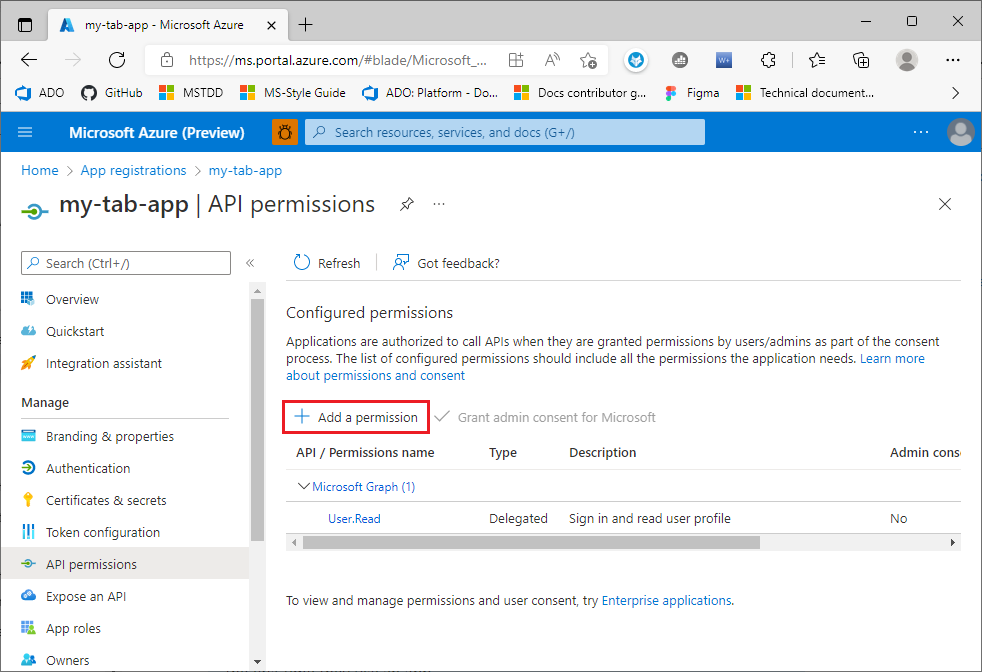 my-tab-app - Microsoft Azure
https://ms.portal.azure.com/#blade/Microsoft_...
ADO
GitHub
MSTDD
MS-Style Guide
ADO: Platform - Do...
Docs contributor g...
Figma
Technical document...
Microsoft Azure (Preview)
Search resources, services, and docs (G+/)
Home > App registrations > my-tab-app
my-tab-app | API permissions
Search (Ctrl+/)
Overview
Quickstart
Integration assistant
Manage
Branding & properties
Authentication
Certificates & secrets
Token configuration
API permissions
Expose an API
App roles
Owners
Refresh
Got feedback?
Configured permissions
Applications are authorized to call APIs when they are granted permissions by users/admins as part of the consent
process. The list of configured permissions should include all the permissions the application needs. Learn more
about permissions and consent
Add a permission
Grant admin consent for Microsoft
API / Permissions name Type Description Admin cons
Microsoft Graph (1)
User.Read Delegated Sign in and read user profile No
To view and manage permissions and user consent, try Enterprise applications.